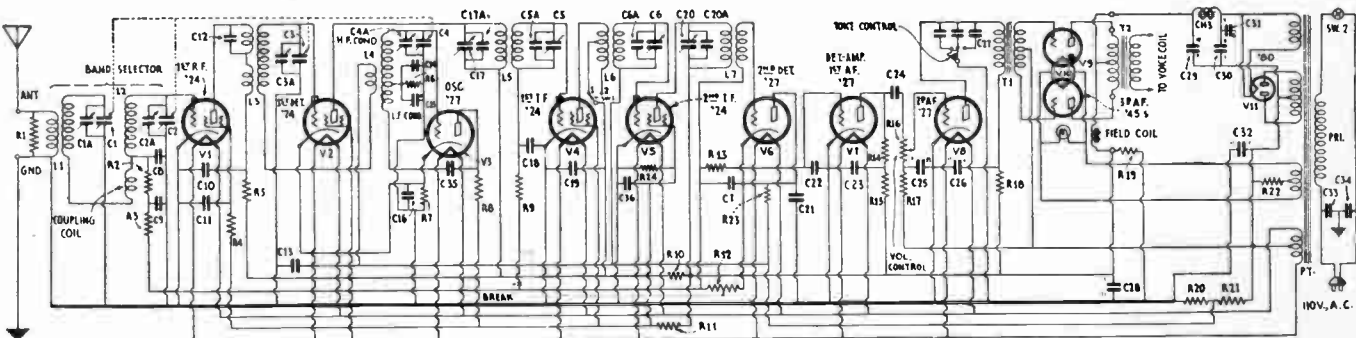 C12
C3
C3A
L3
BAND SELECTOR
ANT
GND
R1
L1
L2
C1A
C1
C2A
C2
R2
R3
C8
C9
COUPLING COIL
1ST R.F. '24
V1
C10
C11
R4
R5
1ST DET. '24
V2
C13
C4A
H.F. COND
C4
L4
R6
OSC '27
V3
C16
R7
C35
R8
C17A
C17
L5
C5A
C5
C18
R9
1ST I.F. '24
V4
C19
L6
C6A
C6
2ND I.F. '24
V5
R24
C36
C20
C20A
L7
R13
C7
R23
2ND DET. '27
V6
C21
C22
DET-AMP.
1ST A.F. '27
V7
C23
C24
R14
R15
R16
R17
VOL. CONTROL
TONE CONTROL
C27
2D A.F. '27
V8
C25
C26
R18
T1
V9
3D A.F. '45 S
T2
TO VOICE COIL
FIELD COIL
R19
CH3
C29
C30
C31
'80
V11
C32
R22
PRI.
SW.2
C33
C34
PT
110V., A.C.
C28
R20
R21
R10
R12
BREAK
R11